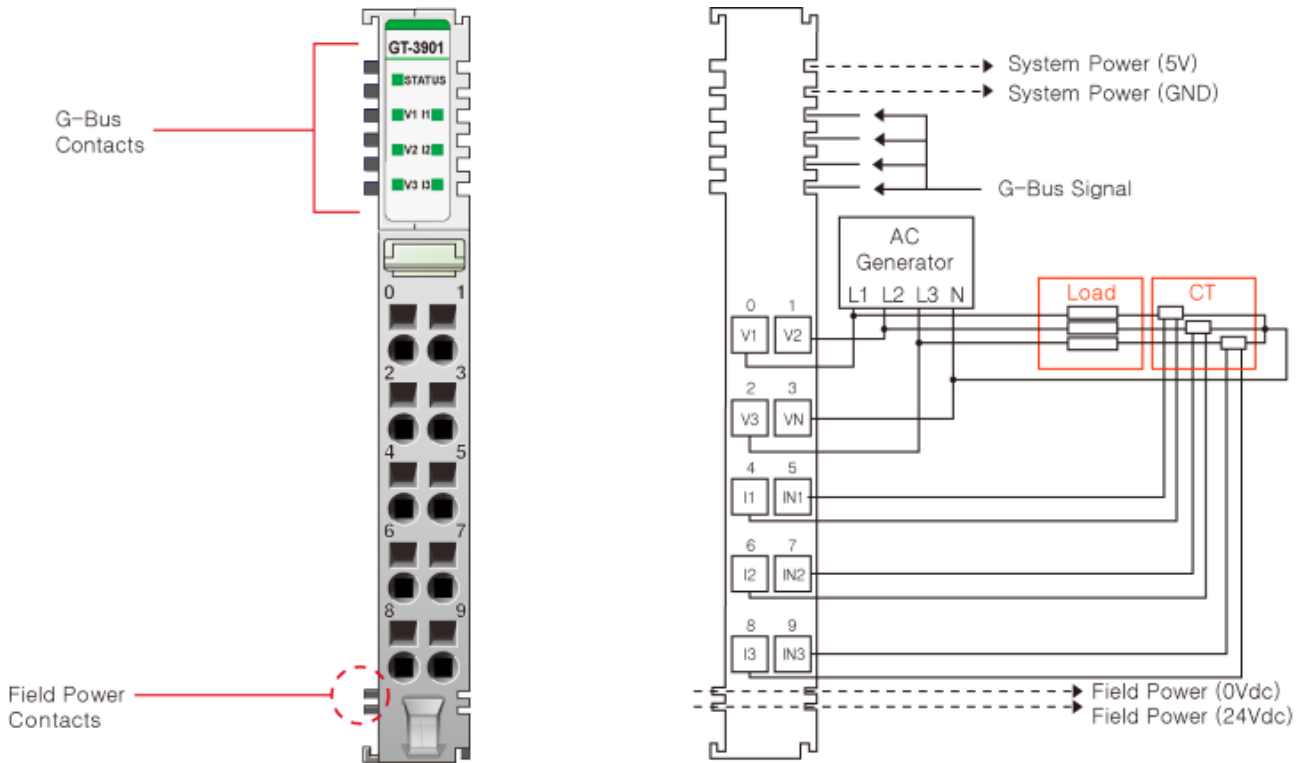 GT-3901
STATUS
V1 I1
V2 I2
V3 I3
G-Bus
Contacts
0 1
2 3
4 5
6 7
8 9
Field Power
Contacts
System Power (5V)
System Power (GND)
G-Bus Signal
AC
Generator
L1 L2 L3 N
Load
CT
0 1
V1 V2
2 3
V3 VN
4 5
I1 IN1
6 7
I2 IN2
8 9
I3 IN3
Field Power (0Vdc)
Field Power (24Vdc)